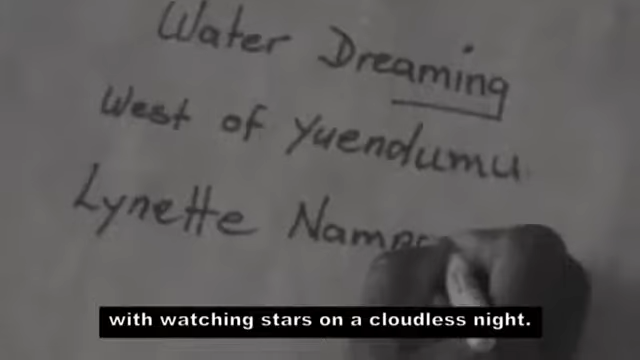 Water Dreaming
West of Yuendumu
Lynette
with watching stars on a cloudless night.